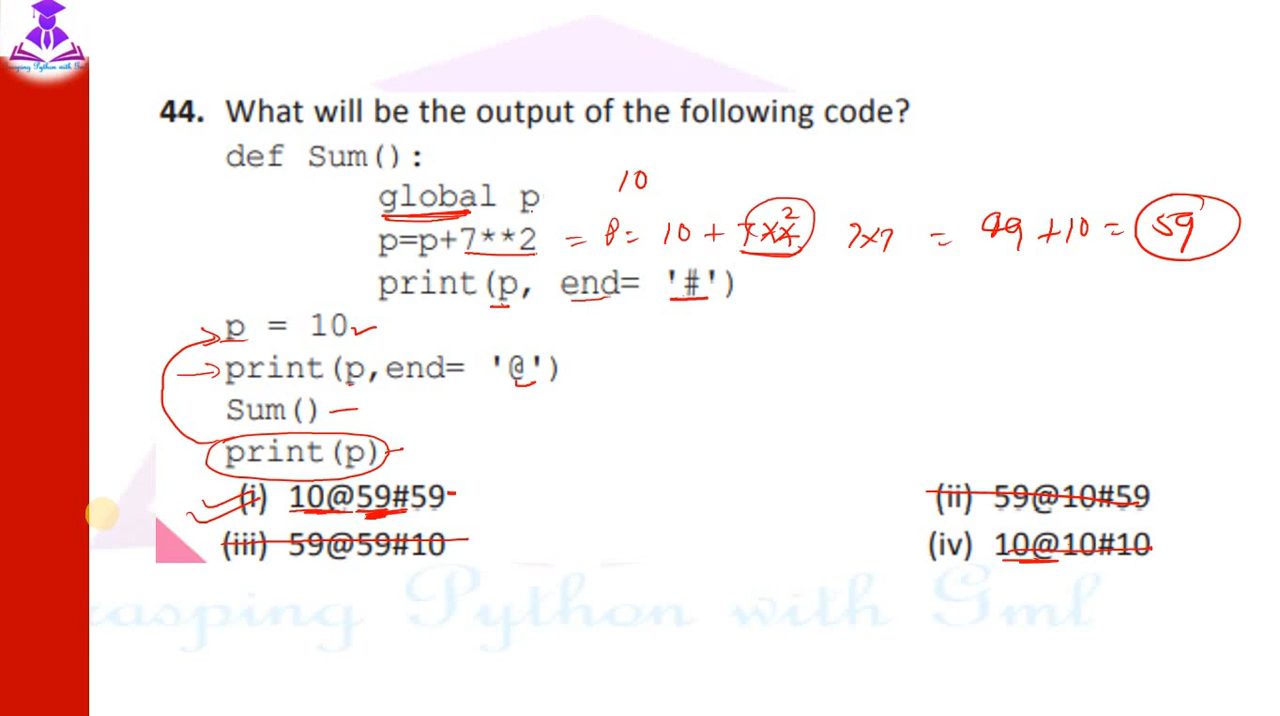 44. What will be the output of the following code?
def Sum():
global p
10
p=p+7**2 = p = 10 + 7 7x7 = 49 +10 = 59
print(p, end= '#')
p = 10
print(p,end= '@')
Sum()
print(p)
(i) 10@59#59 (ii) 59@10#59
(iii) 59@59#10 (iv) 10@10#10
rasping Python with Gml